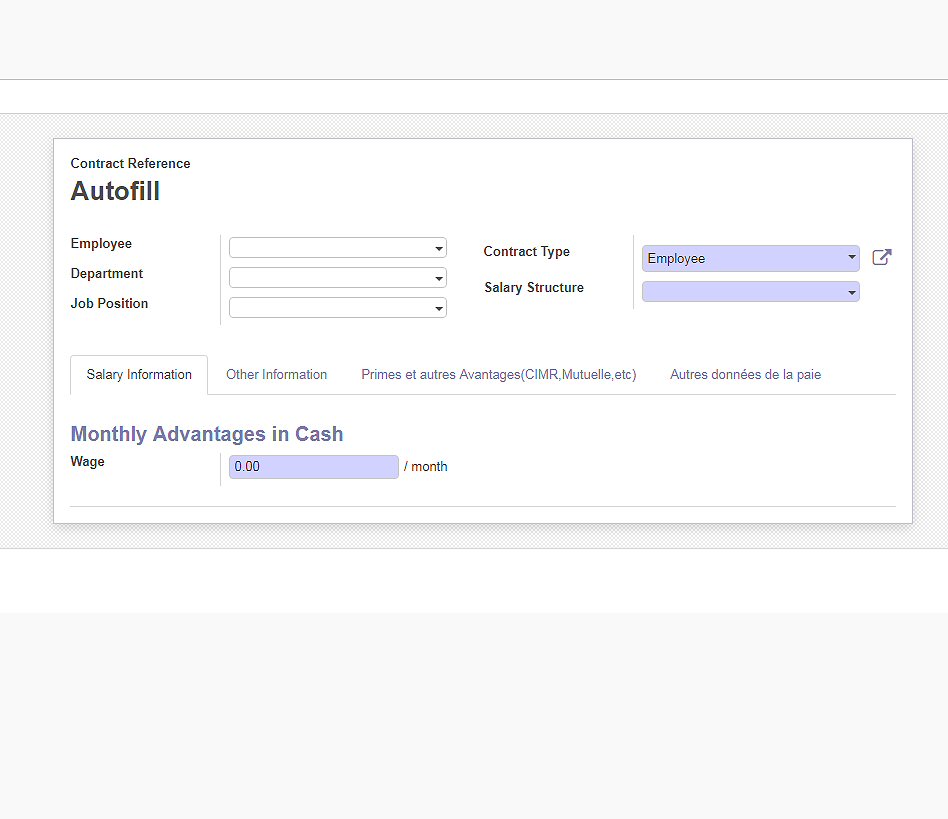 Contract Reference
Autofill
Employee
Department
Job Position
Contract Type
Employee
Salary Structure
Salary Information
Other Information
Primes et autres Avantages(CIMR,Mutuelle,etc)
Autres données de la paie
Monthly Advantages in Cash
Wage
0.00
/ month